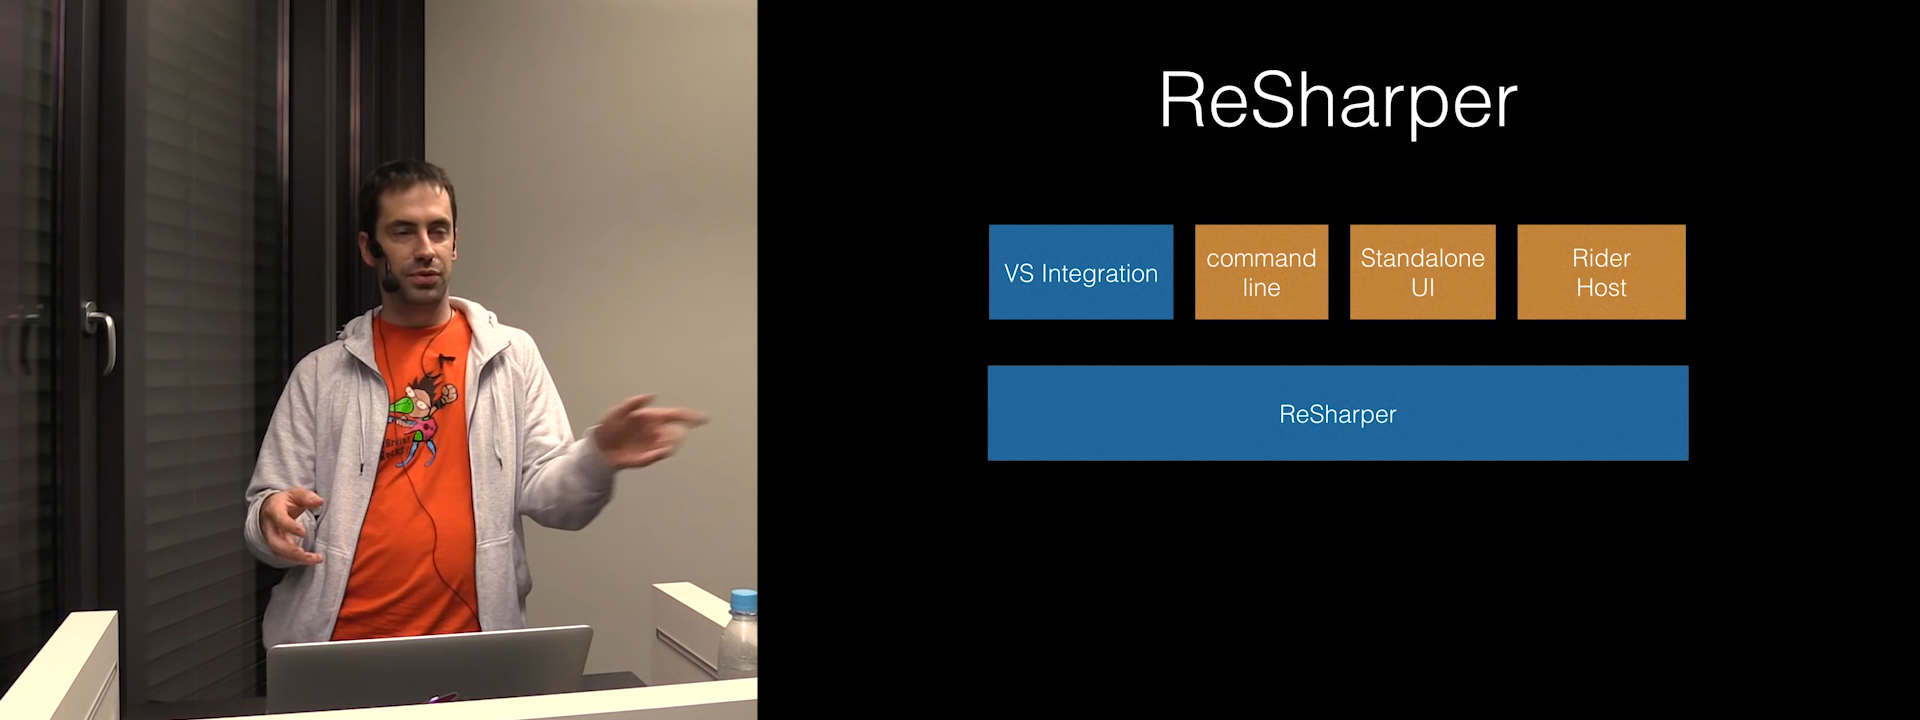 ReSharper
VS Integration
command
line
Standalone
UI
Rider
Host
ReSharper